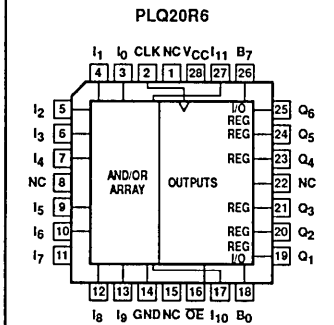 PLQ20R6
I1 I0 CLK NC VCC I11 B7
4 3 2 1 28 27 26
I2 5 I/O 25 Q6
REG
I3 6 REG 24 Q5
I4 7 REG 23 Q4
NC 8 AND/OR ARRAY OUTPUTS 22 NC
I5 9 REG 21 Q3
I6 10 REG 20 Q2
REG
I7 11 I/O 19 Q1
12 13 14 15 16 17 18
I8 I9 GND NC OE I10 B0